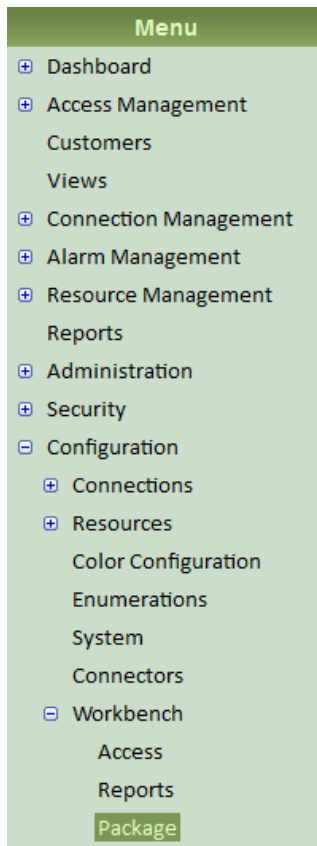 Menu
Dashboard
Access Management
Customers
Views
Connection Management
Alarm Management
Resource Management
Reports
Administration
Security
Configuration
Connections
Resources
Color Configuration
Enumerations
System
Connectors
Workbench
Access
Reports
Package